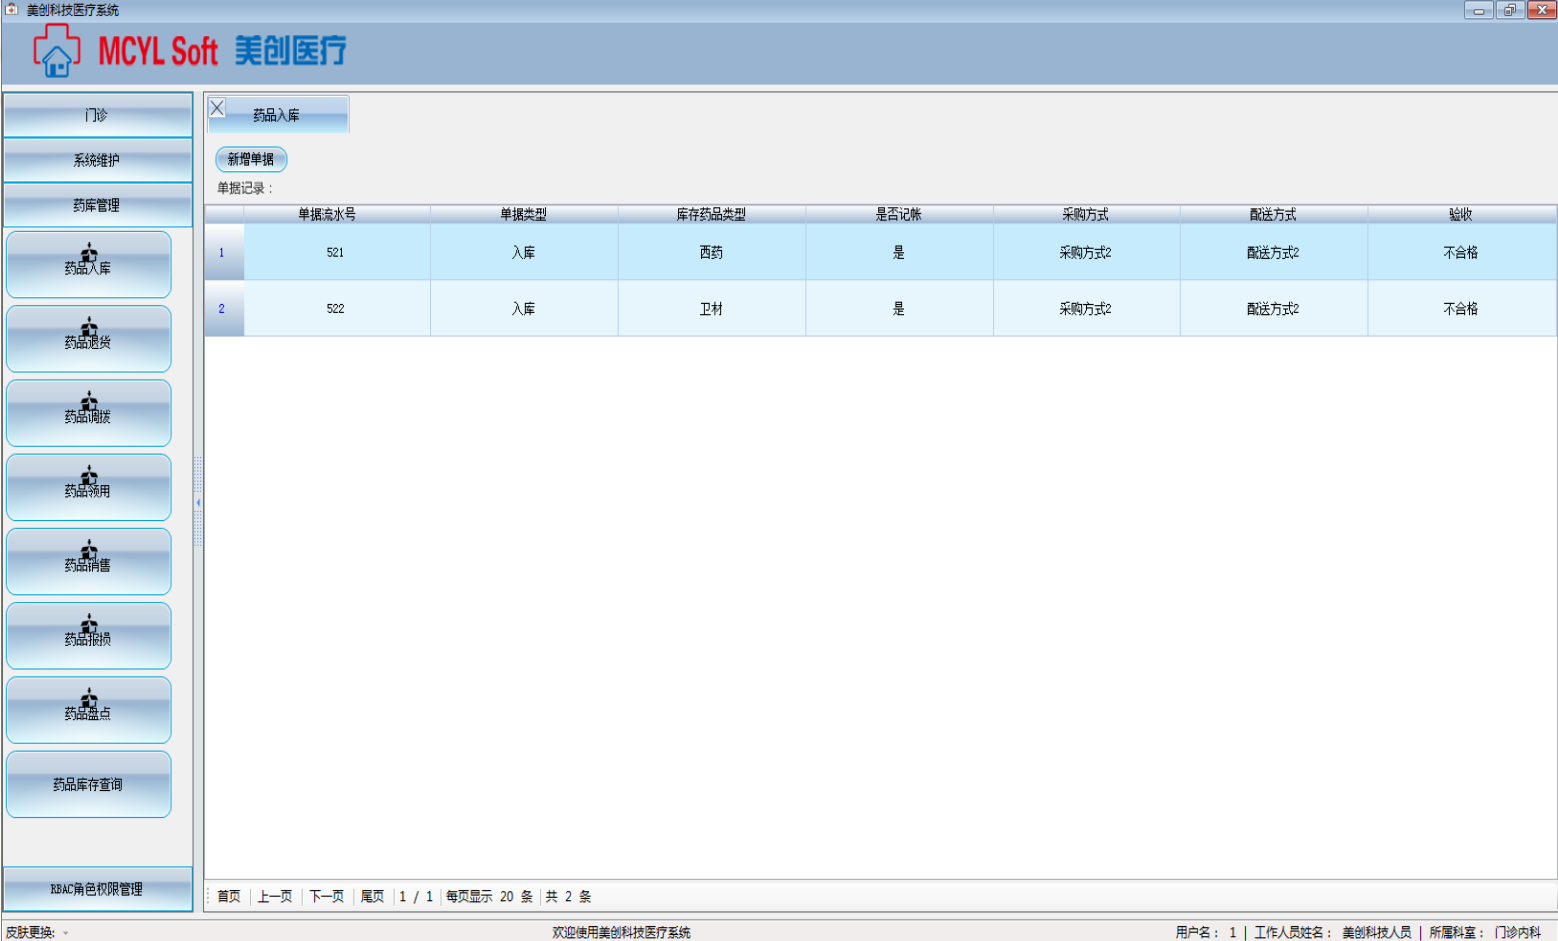 美创科技医疗系统
MCYL Soft 美创医疗
门诊
系统维护
药库管理
药品入库
药品退货
药品调拨
药品领用
药品销售
药品报损
药品盘点
药品库存查询
RBAC角色权限管理
药品入库
新增单据
单据记录：
单据流水号 单据类型 库存药品类型 是否记帐 采购方式 配送方式 验收
1 521 入库 西药 是 采购方式2 配送方式2 不合格
2 522 入库 卫材 是 采购方式2 配送方式2 不合格
首页 上一页 下一页 尾页 1 / 1 每页显示 20 条 共 2 条
皮肤更换: 欢迎使用美创科技医疗系统 用户名： 1 | 工作人员姓名： 美创科技人员 | 所属科室： 门诊内科